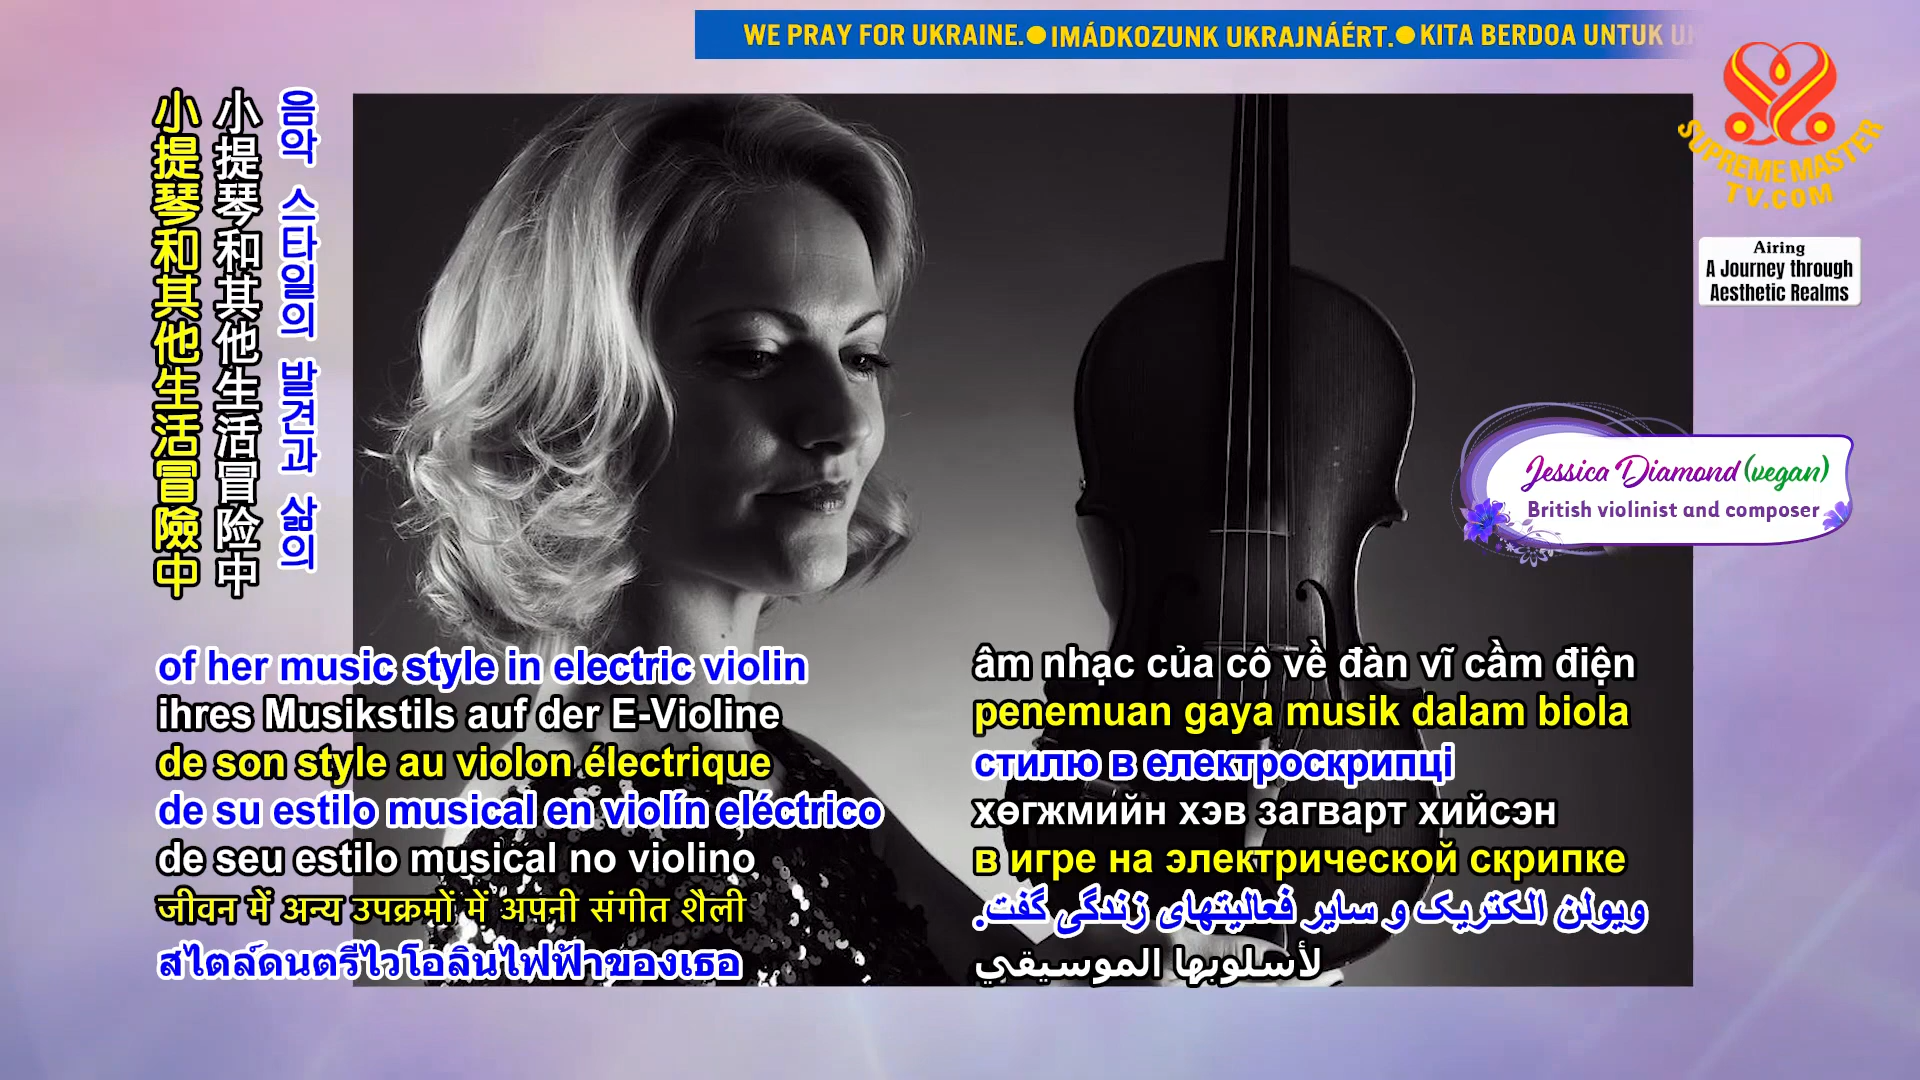 WE PRAY FOR UKRAINE.●IMÁDKOZUNK UKRAJNÁÉRT.●KITA BERDOA UNTUK
SUPREME MASTER
TV.COM
Airing
A Journey through
Aesthetic Realms
음악 스타일의 발견과 삶의
小提琴和其他生活冒险中
小提琴和其他生活冒險中
Jessica Diamond (vegan)
British violinist and composer
of her music style in electric violin
ihres Musikstils auf der E-Violine
de son style au violon électrique
de su estilo musical en violín eléctrico
de seu estilo musical no violino
जीवन में अन्य उपक्रमों में अपनी संगीत शैली
สไตล์ดนตรีไวโอลินไฟฟ้าของเธอ
âm nhạc của cô về đàn vĩ cầm điện
penemuan gaya musik dalam biola
стилю в електроскрипці
хөгжмийн хэв загварт хийсэн
в игре на электрической скрипке
ویولن الکتریک و سایر فعالیتهای زندگی گفت.
لأسلوبها الموسيقي